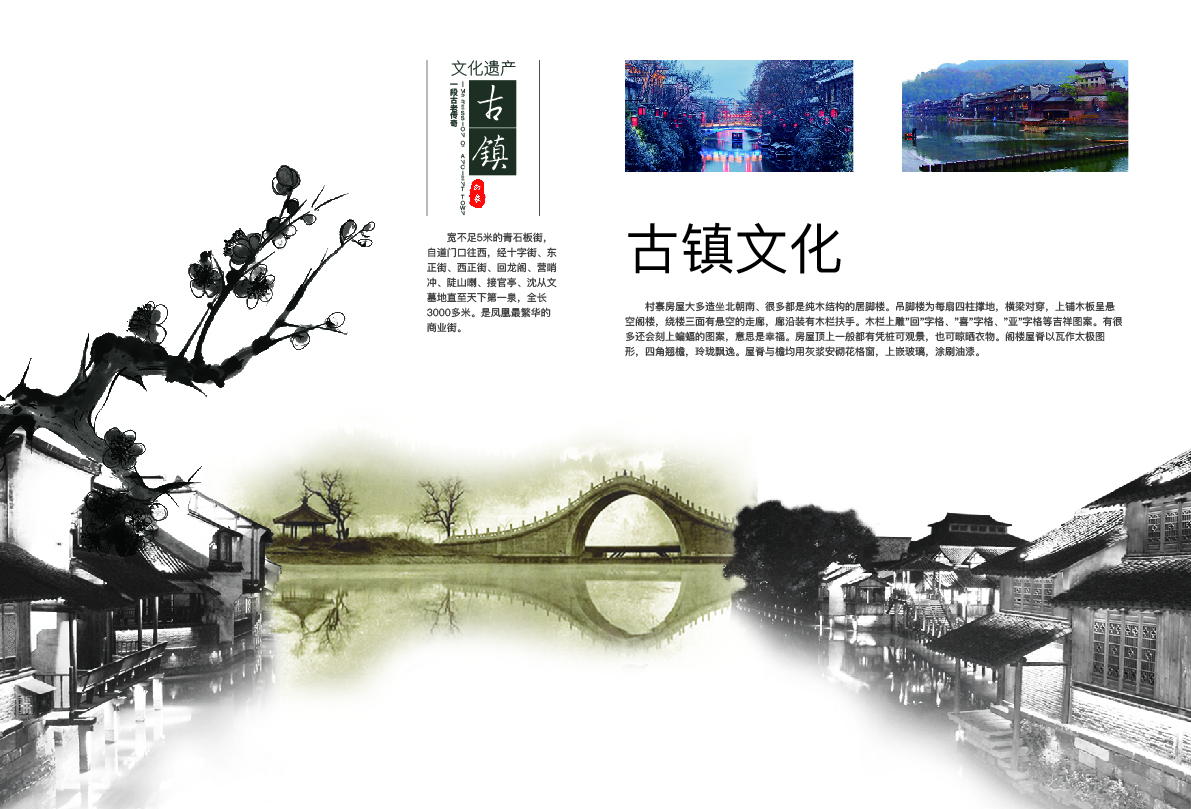 文化遗产
一段古老传奇
古
镇
宽不足5米的青石板街，
自道门口往西，经十字街、东
正街、西正街、回龙阁、营哨
冲、陡山喇、接官亭、沈从文
墓地直至天下第一泉，全长
3000多米。是凤凰最繁华的
商业街。
古镇文化
村寨房屋大多造坐北朝南、很多都是纯木结构的居脚楼。吊脚楼为每扇四柱撑地，横梁对穿，上铺木板呈悬
空阁楼，绕楼三面有悬空的走廊，廊沿装有木栏扶手。木栏上雕"回"字格、"喜"字格、"亚"字格等吉祥图案。有很
多还会刻上蝙蝠的图案，意思是幸福。房屋顶上一般都有凭桩可观景，也可晾晒衣物。阁楼屋脊以瓦作太极图
形，四角翘檐，玲珑飘逸。屋脊与檐均用灰浆安砌花格窗，上嵌玻璃，涂刷油漆。